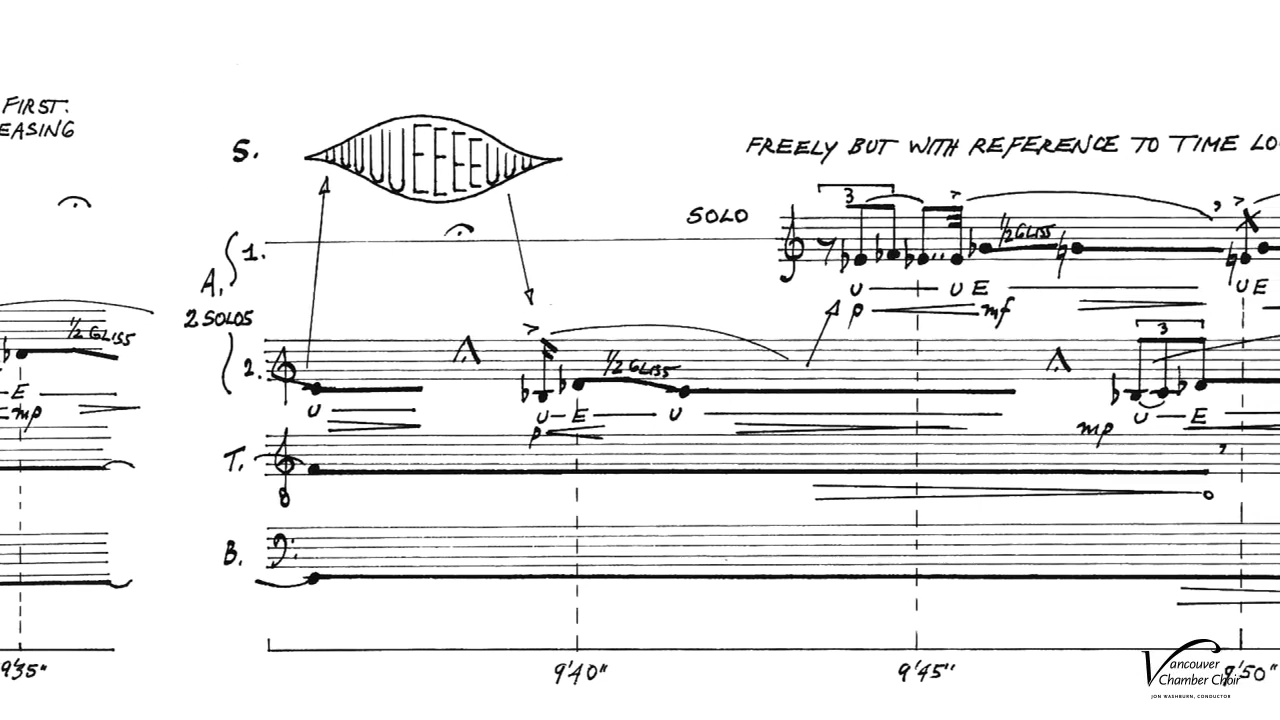 FIRST.
EASING
S.
UUUUEEEEUUUU
FREELY BUT WITH REFERENCE TO TIME LO
SOLO
3
1/2 GLISS
A.
1.
U U E
U E
p mf
2 SOLOS
1/2 GLISS
1/2 GLISS
3
2.
E
mp
U
U - E U
p
U - E
mp
T.
8
B.
9'35"
9'40"
9'45"
9'50"
Vancouver
Chamber Choir
JON WASHBURN, CONDUCTOR